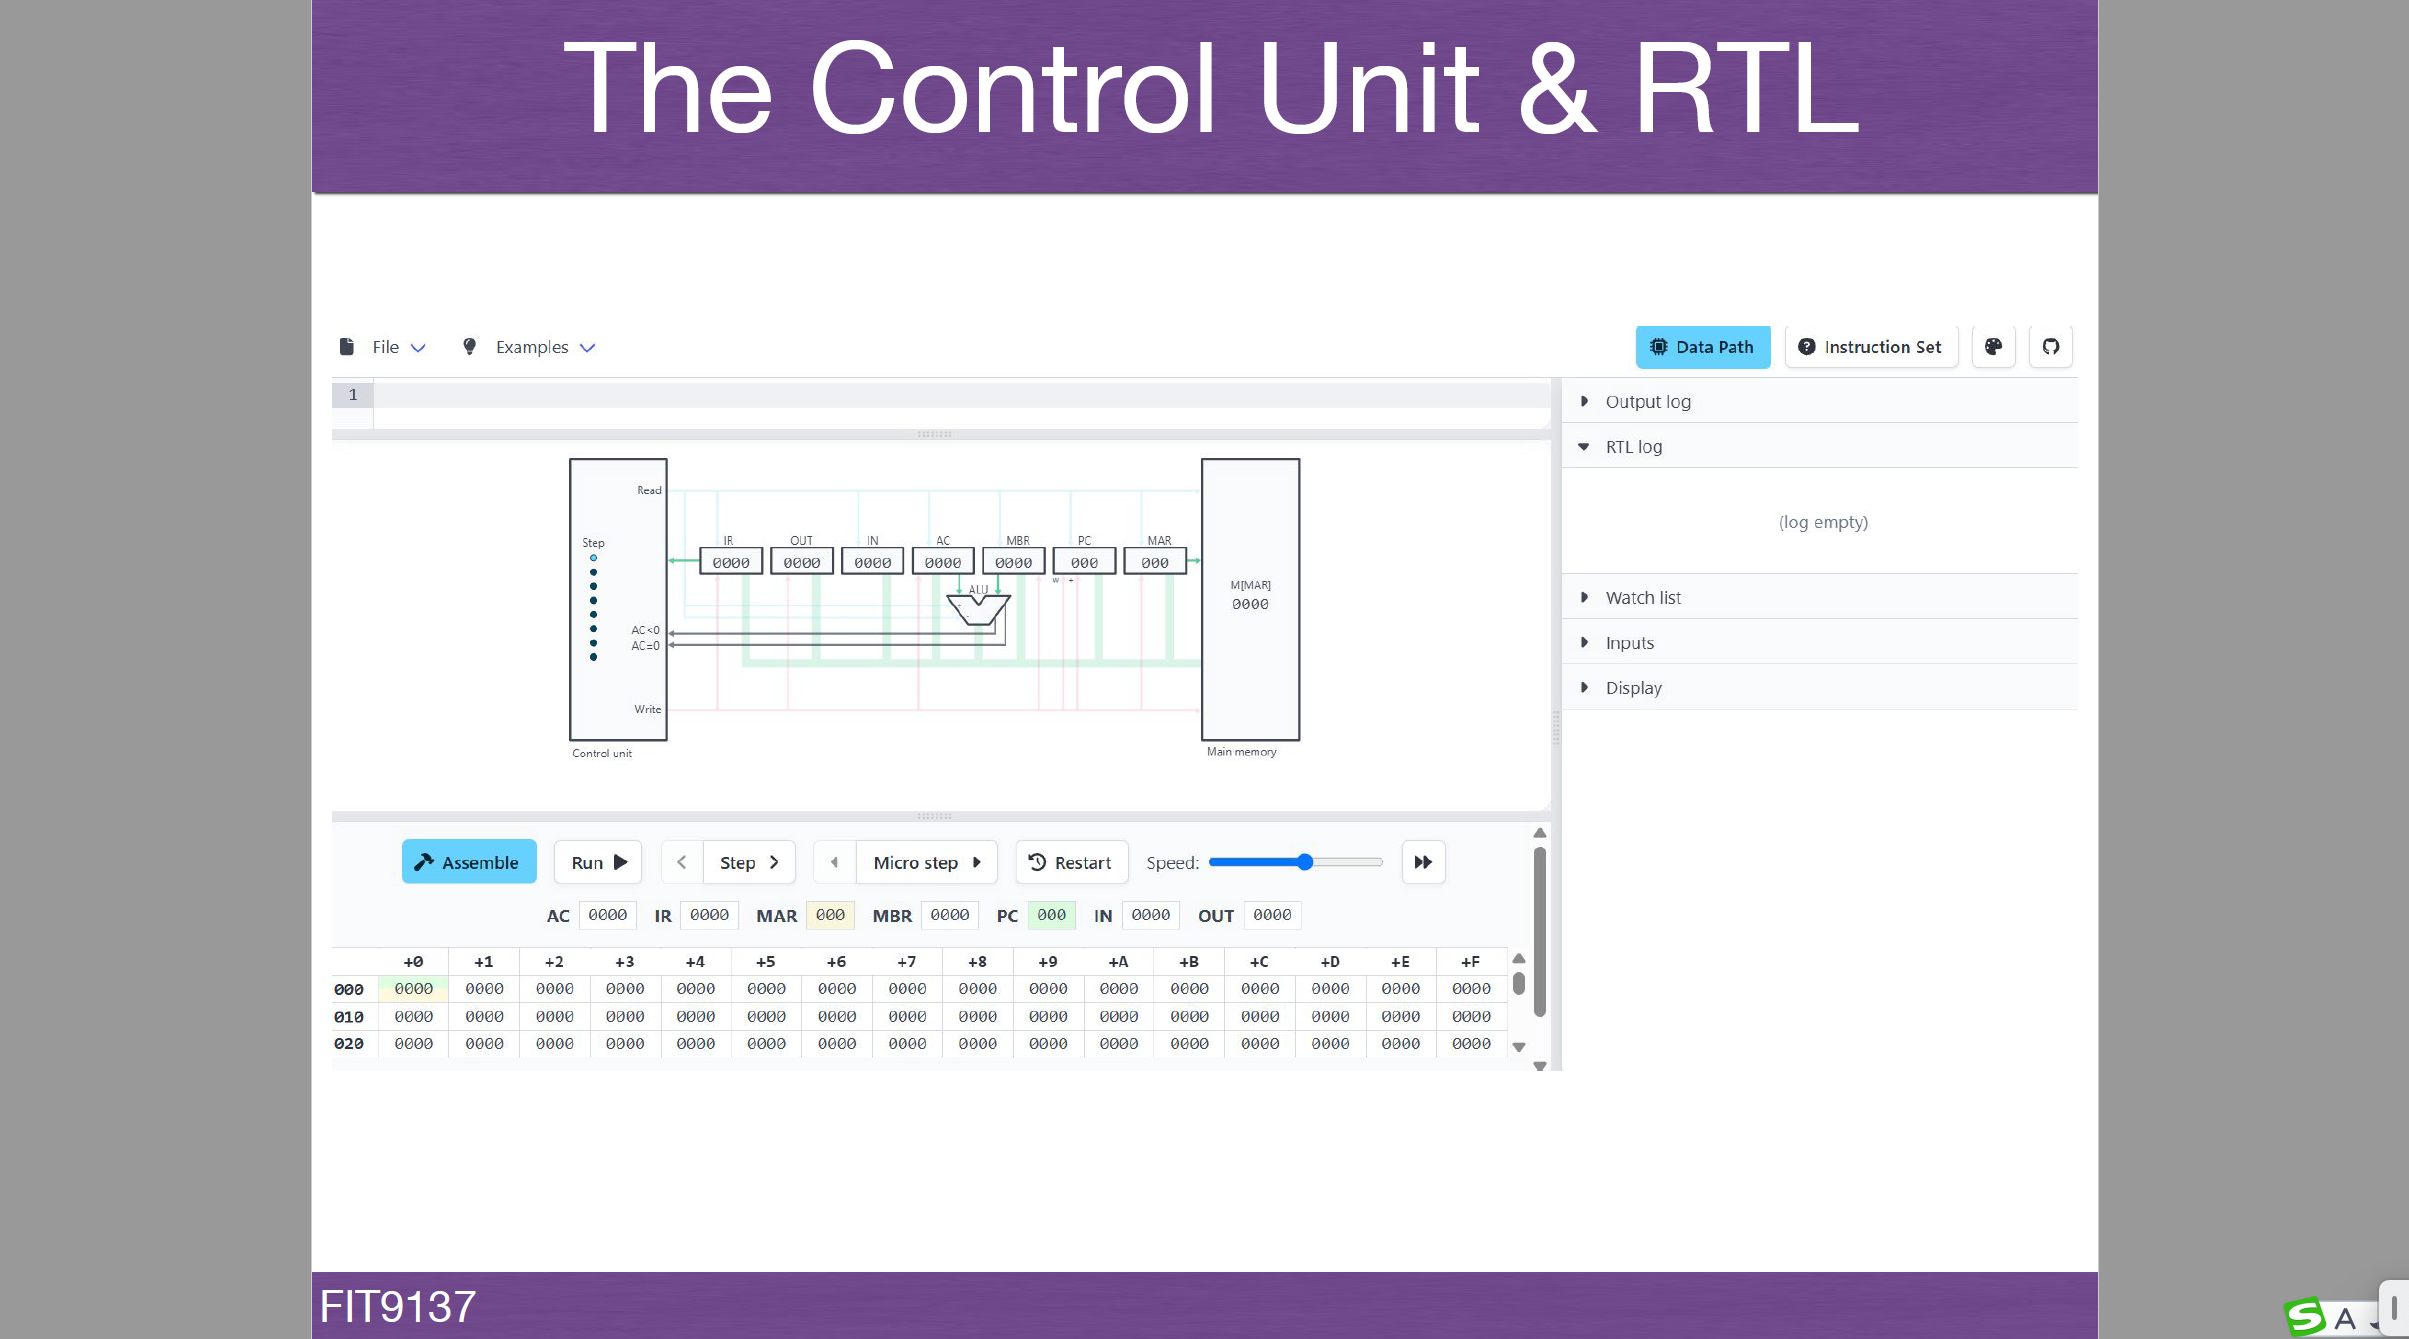 The Control Unit & RTL
File Examples Data Path Instruction Set
1
Output log
RTL log
(log empty)
Watch list
Inputs
Display
Read
Step
IR OUT IN AC MBR PC MAR
0000 0000 0000 0000 0000 000 000
w +
ALU
M[MAR]
0000
AC<0
AC=0
Write
Control unit
Main memory
Assemble Run Step Micro step Restart Speed:
AC 0000 IR 0000 MAR 000 MBR 0000 PC 000 IN 0000 OUT 0000
+0 +1 +2 +3 +4 +5 +6 +7 +8 +9 +A +B +C +D +E +F
000 0000 0000 0000 0000 0000 0000 0000 0000 0000 0000 0000 0000 0000 0000 0000 0000
010 0000 0000 0000 0000 0000 0000 0000 0000 0000 0000 0000 0000 0000 0000 0000 0000
020 0000 0000 0000 0000 0000 0000 0000 0000 0000 0000 0000 0000 0000 0000 0000 0000
FIT9137
S A